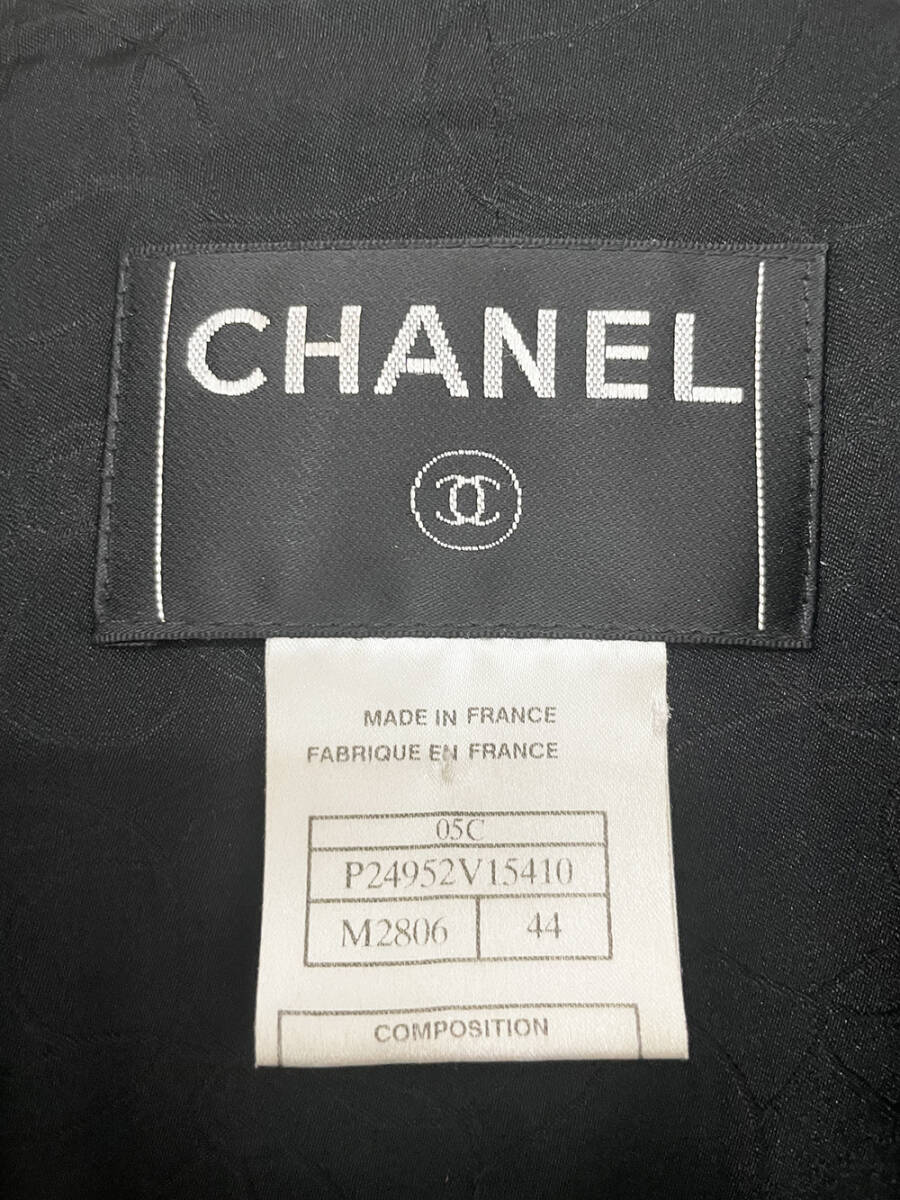 CHANEL
MADE IN FRANCE
FABRIQUE EN FRANCE
05C
P24952V15410
M2806 44
COMPOSITION